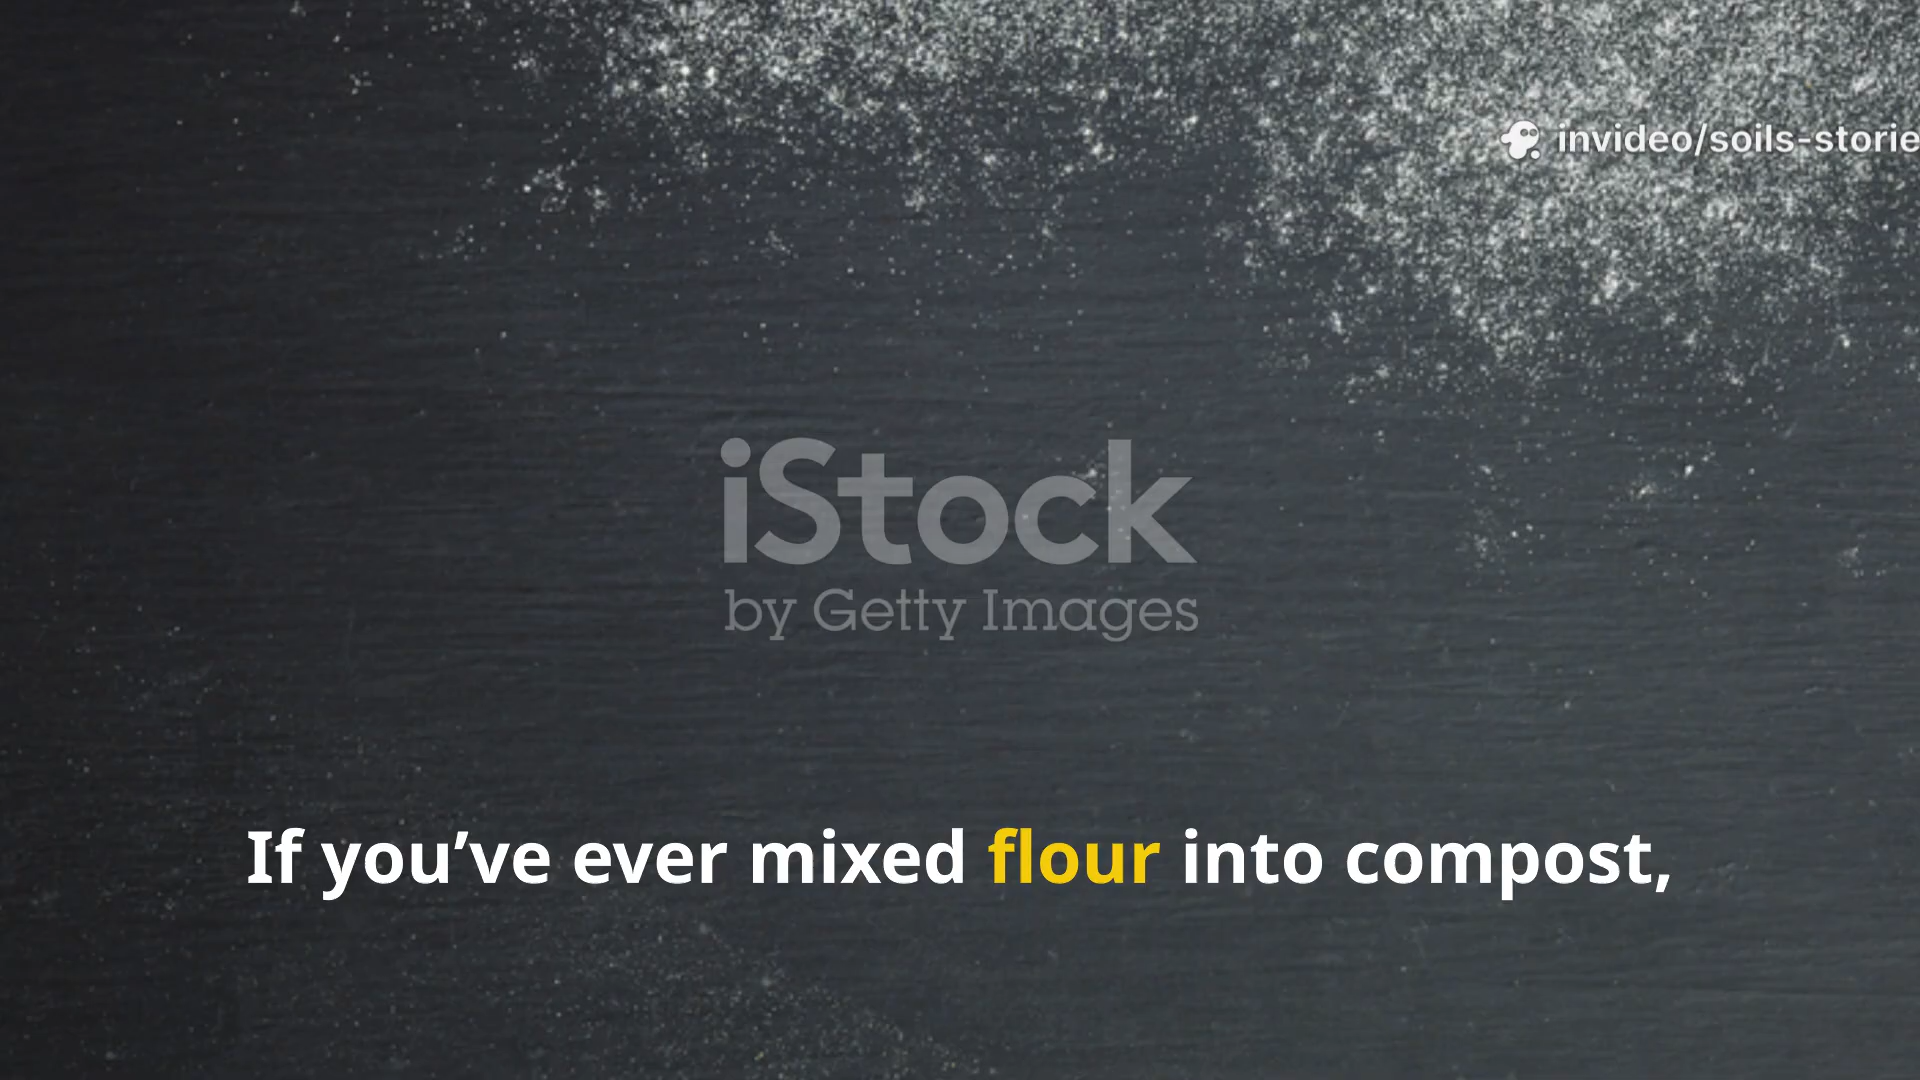 invideo/soils-storie
iStock
by Getty Images
If you’ve ever mixed flour into compost,